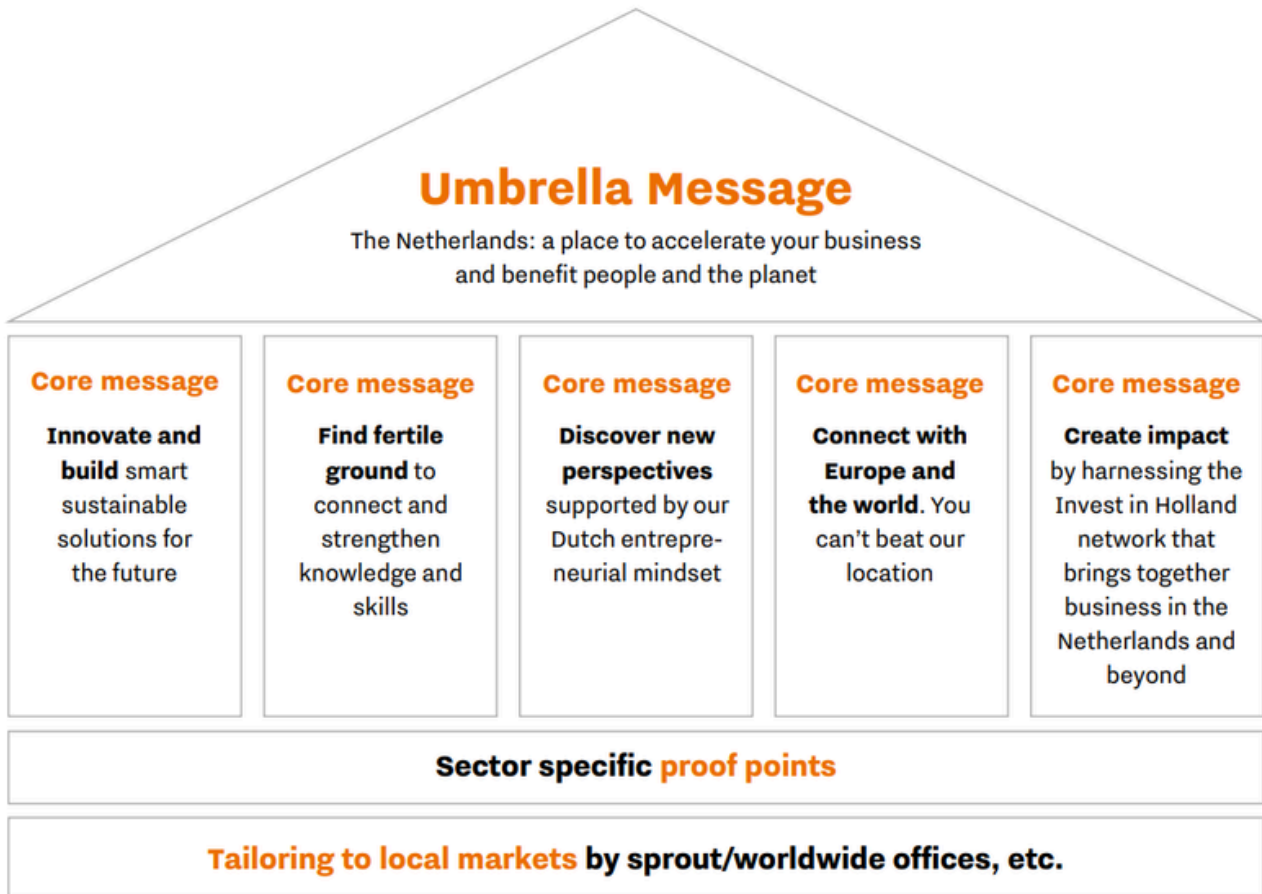 Umbrella Message
The Netherlands: a place to accelerate your business
and benefit people and the planet
Core message
Innovate and
build smart
sustainable
solutions for
the future
Core message
Find fertile
ground to
connect and
strengthen
knowledge and
skills
Core message
Discover new
perspectives
supported by our
Dutch entrepre-
neurial mindset
Core message
Connect with
Europe and
the world. You
can’t beat our
location
Core message
Create impact
by harnessing the
Invest in Holland
network that
brings together
business in the
Netherlands and
beyond
Sector specific proof points
Tailoring to local markets by sprout/worldwide offices, etc.